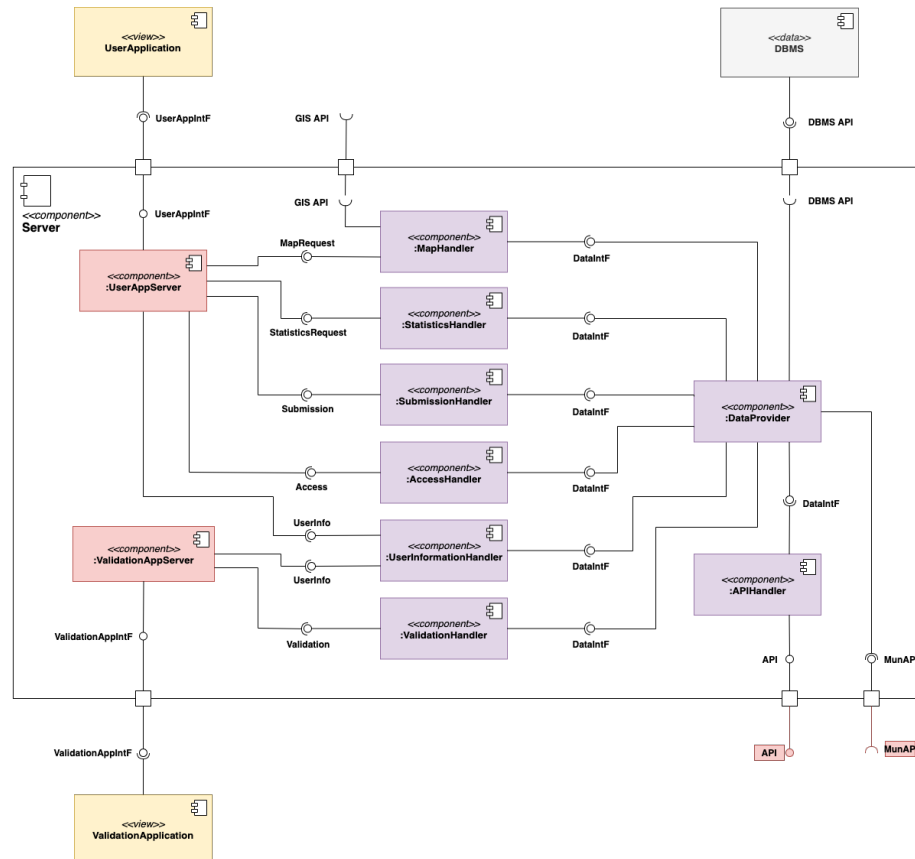 <<view>>
UserApplication
<<data>>
DBMS
UserAppIntF
GIS API
DBMS API
<<component>>
Server
UserAppIntF
GIS API
DBMS API
<<component>>
:UserAppServer
MapRequest
<<component>>
:MapHandler
DataIntF
StatisticsRequest
<<component>>
:StatisticsHandler
DataIntF
Submission
<<component>>
:SubmissionHandler
DataIntF
<<component>>
:DataProvider
Access
<<component>>
:AccessHandler
DataIntF
DataIntF
<<component>>
:ValidationAppServer
UserInfo
UserInfo
<<component>>
:UserInformationHandler
DataIntF
<<component>>
:APIHandler
ValidationAppIntF
Validation
<<component>>
:ValidationHandler
DataIntF
API
MunAP
ValidationAppIntF
API
MunAP
<<view>>
ValidationApplication